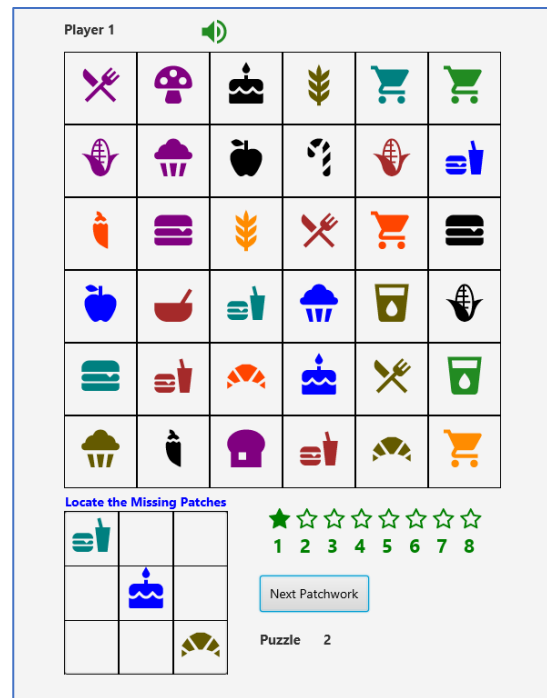 Player 1
Locate the Missing Patches
1 2 3 4 5 6 7 8
Next Patchwork
Puzzle 2